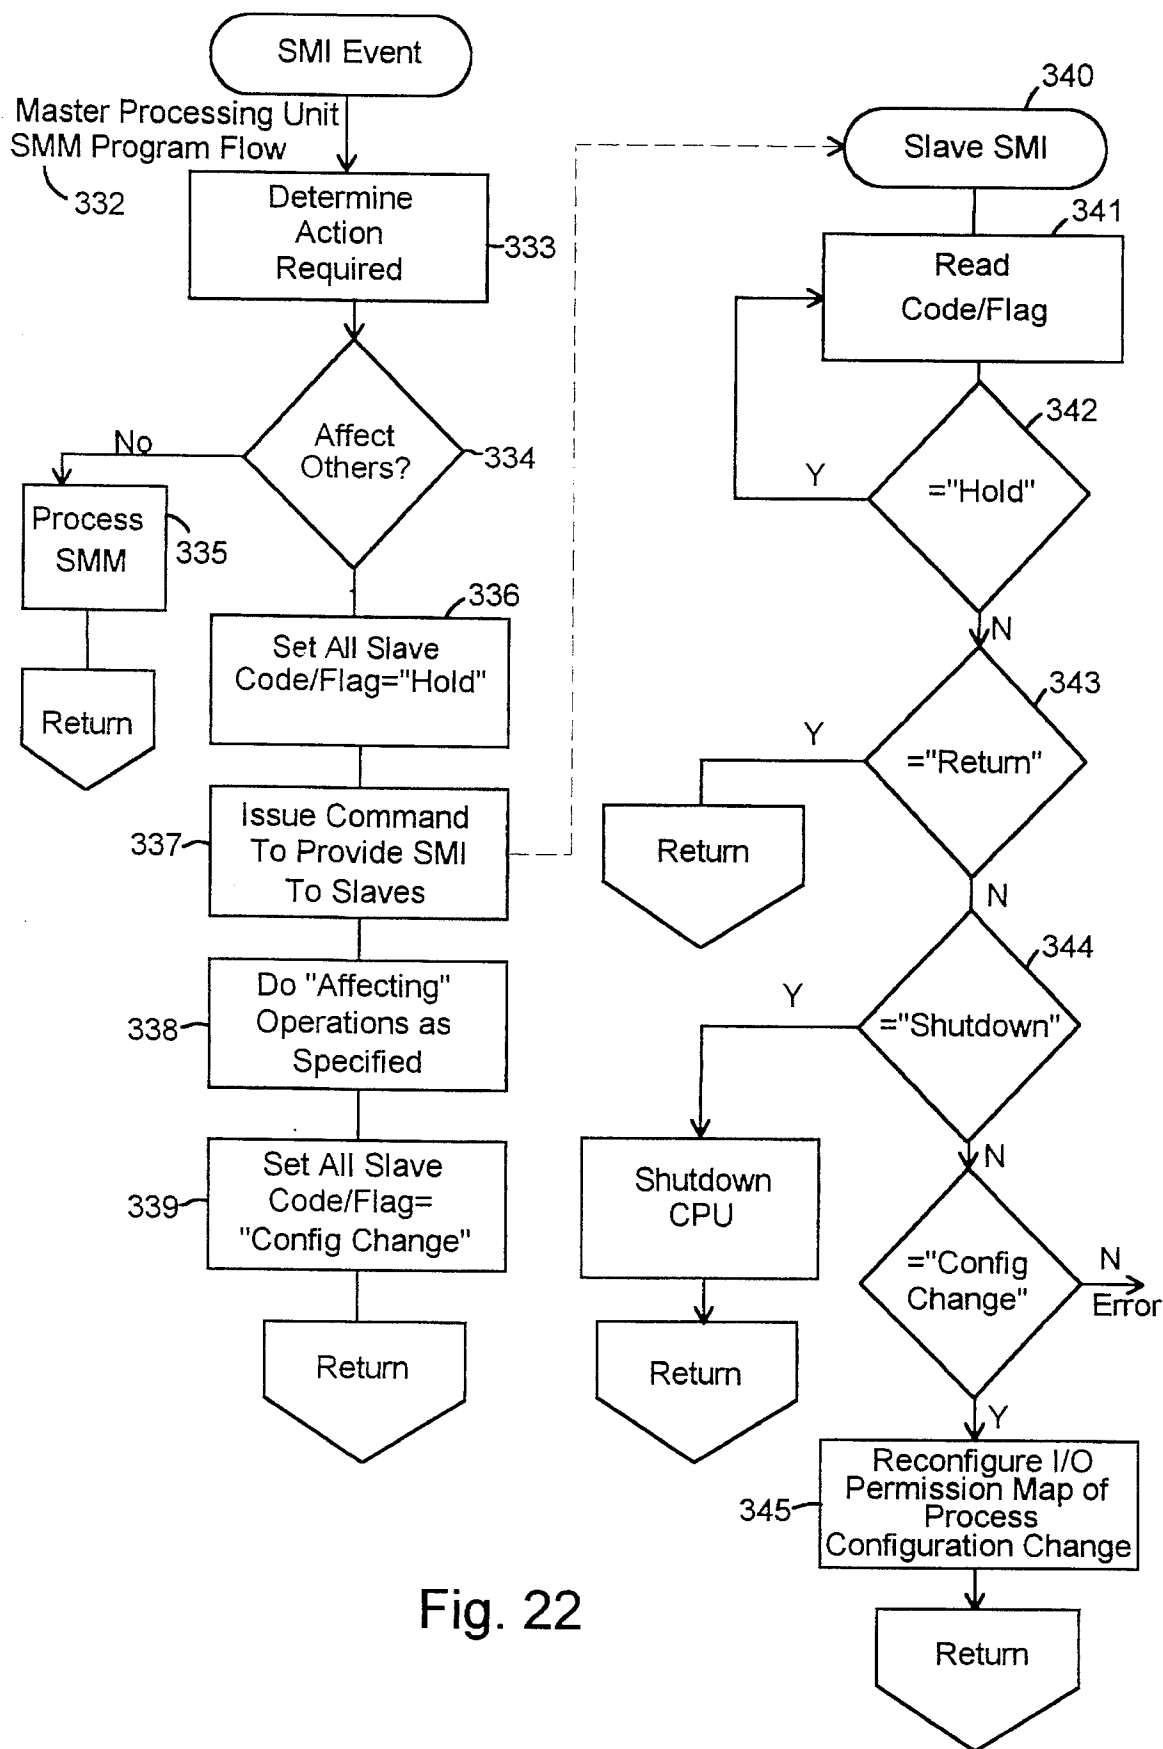 SMI Event
Master Processing Unit
SMM Program Flow
332
Determine
Action
Required
333
Affect
Others?
334
No
Process
SMM
335
Return
336
Set All Slave
Code/Flag="Hold"
Issue Command
To Provide SMI
To Slaves
337
Do "Affecting"
Operations as
Specified
338
Set All Slave
Code/Flag=
"Config Change"
339
Return
340
Slave SMI
341
Read
Code/Flag
342
="Hold"
Y
N
343
="Return"
Y
Return
N
344
="Shutdown"
Y
Shutdown
CPU
Return
N
="Config
Change"
N
Error
Y
Reconfigure I/O
Permission Map of
Process
Configuration Change
345
Return
Fig. 22